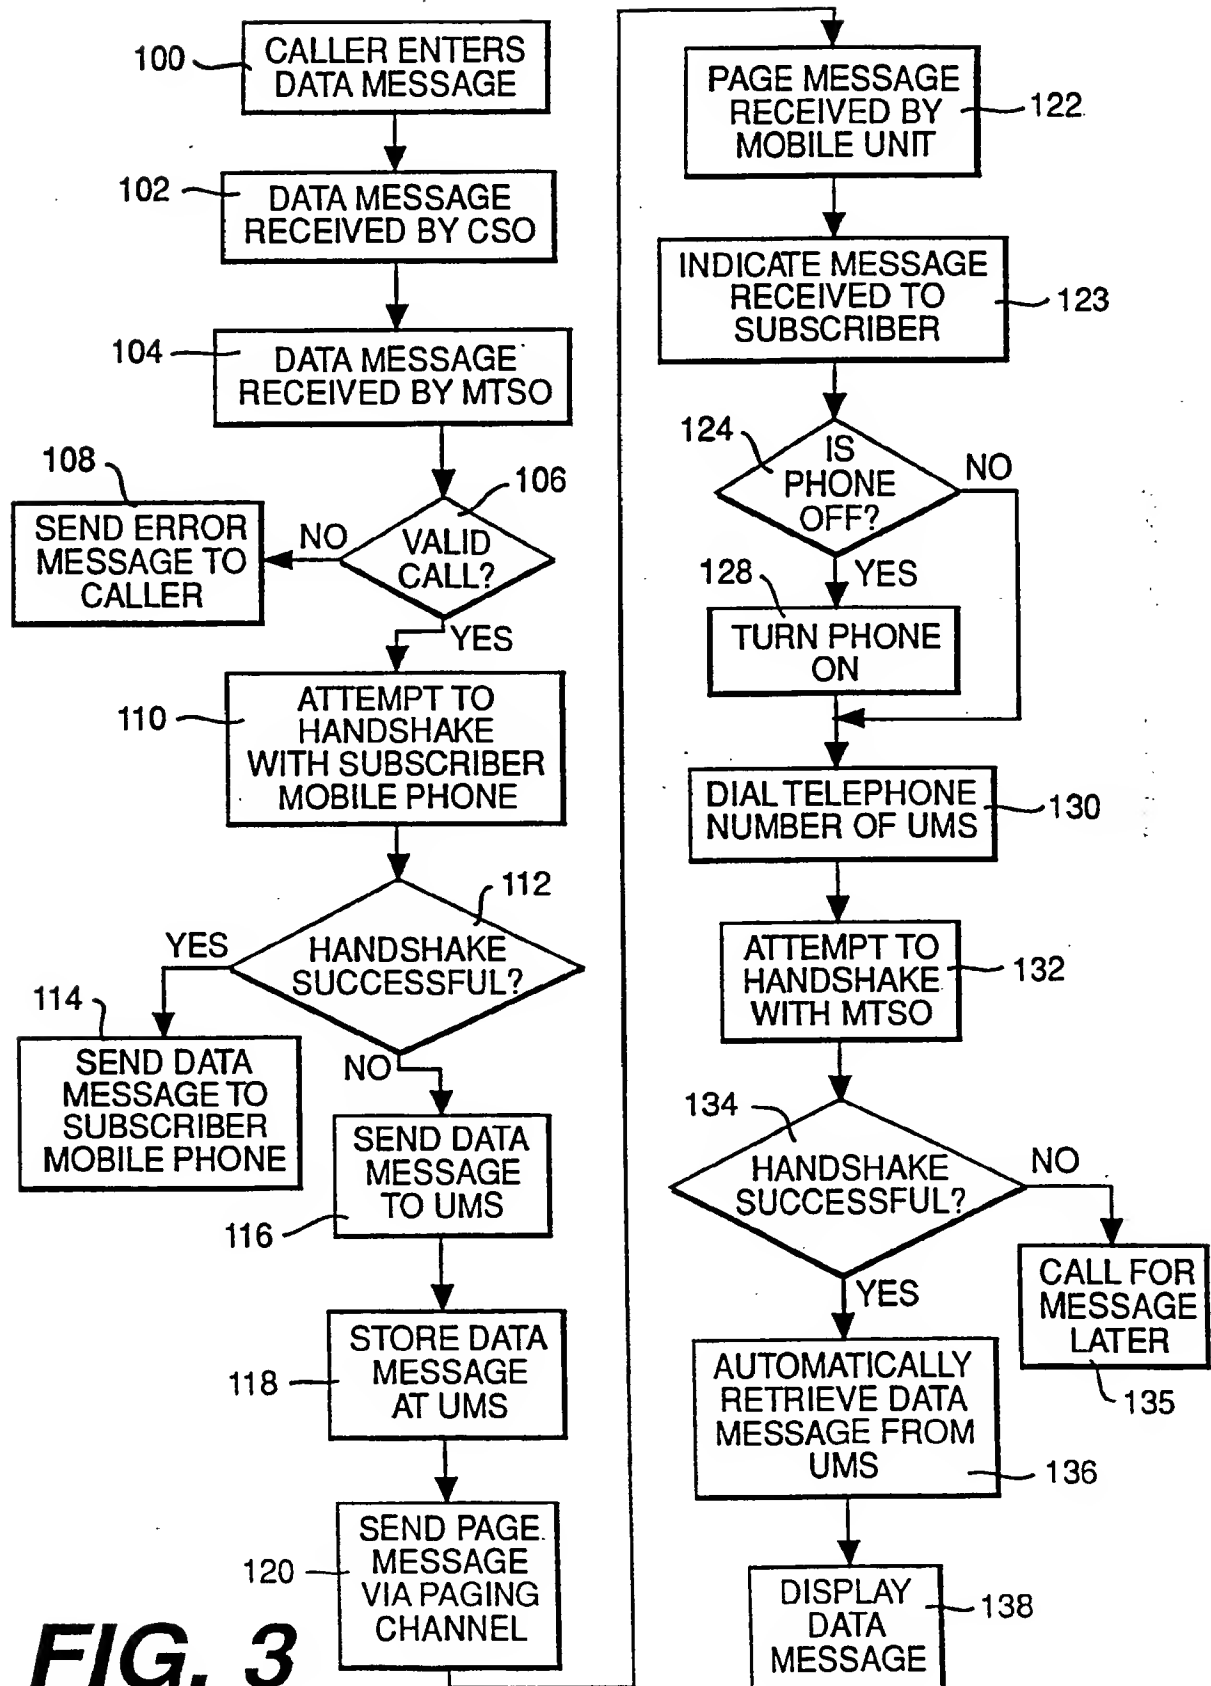 100
CALLER ENTERS
DATA MESSAGE
102
DATA MESSAGE
RECEIVED BY CSO
104
DATA MESSAGE
RECEIVED BY MTSO
106
VALID
CALL?
NO
108
SEND ERROR
MESSAGE TO
CALLER
YES
110
ATTEMPT TO
HANDSHAKE
WITH SUBSCRIBER
MOBILE PHONE
112
HANDSHAKE
SUCCESSFUL?
YES
114
SEND DATA
MESSAGE TO
SUBSCRIBER
MOBILE PHONE
NO
SEND DATA
MESSAGE
TO UMS
116
STORE DATA
MESSAGE
AT UMS
118
SEND PAGE
MESSAGE
VIA PAGING
CHANNEL
120
PAGE MESSAGE
RECEIVED BY
MOBILE UNIT
122
INDICATE MESSAGE
RECEIVED TO
SUBSCRIBER
123
124
IS
PHONE
OFF?
NO
YES
128
TURN PHONE
ON
DIAL TELEPHONE
NUMBER OF UMS
130
ATTEMPT TO
HANDSHAKE
WITH MTSO
132
134
HANDSHAKE
SUCCESSFUL?
NO
CALL FOR
MESSAGE
LATER
135
YES
AUTOMATICALLY
RETRIEVE DATA
MESSAGE FROM
UMS
136
DISPLAY
DATA
MESSAGE
138
FIG. 3